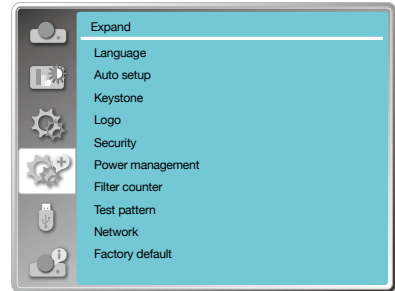 Expand
Language
Auto setup
Keystone
Logo
Security
Power management
Filter counter
Test pattern
Network
Factory default